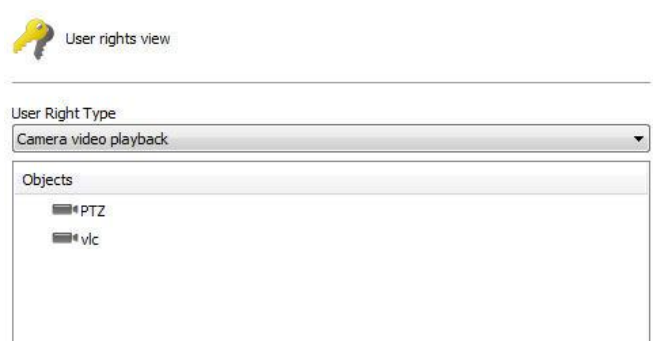 User rights view
User Right Type
Camera video playback
Objects
PTZ
vlc